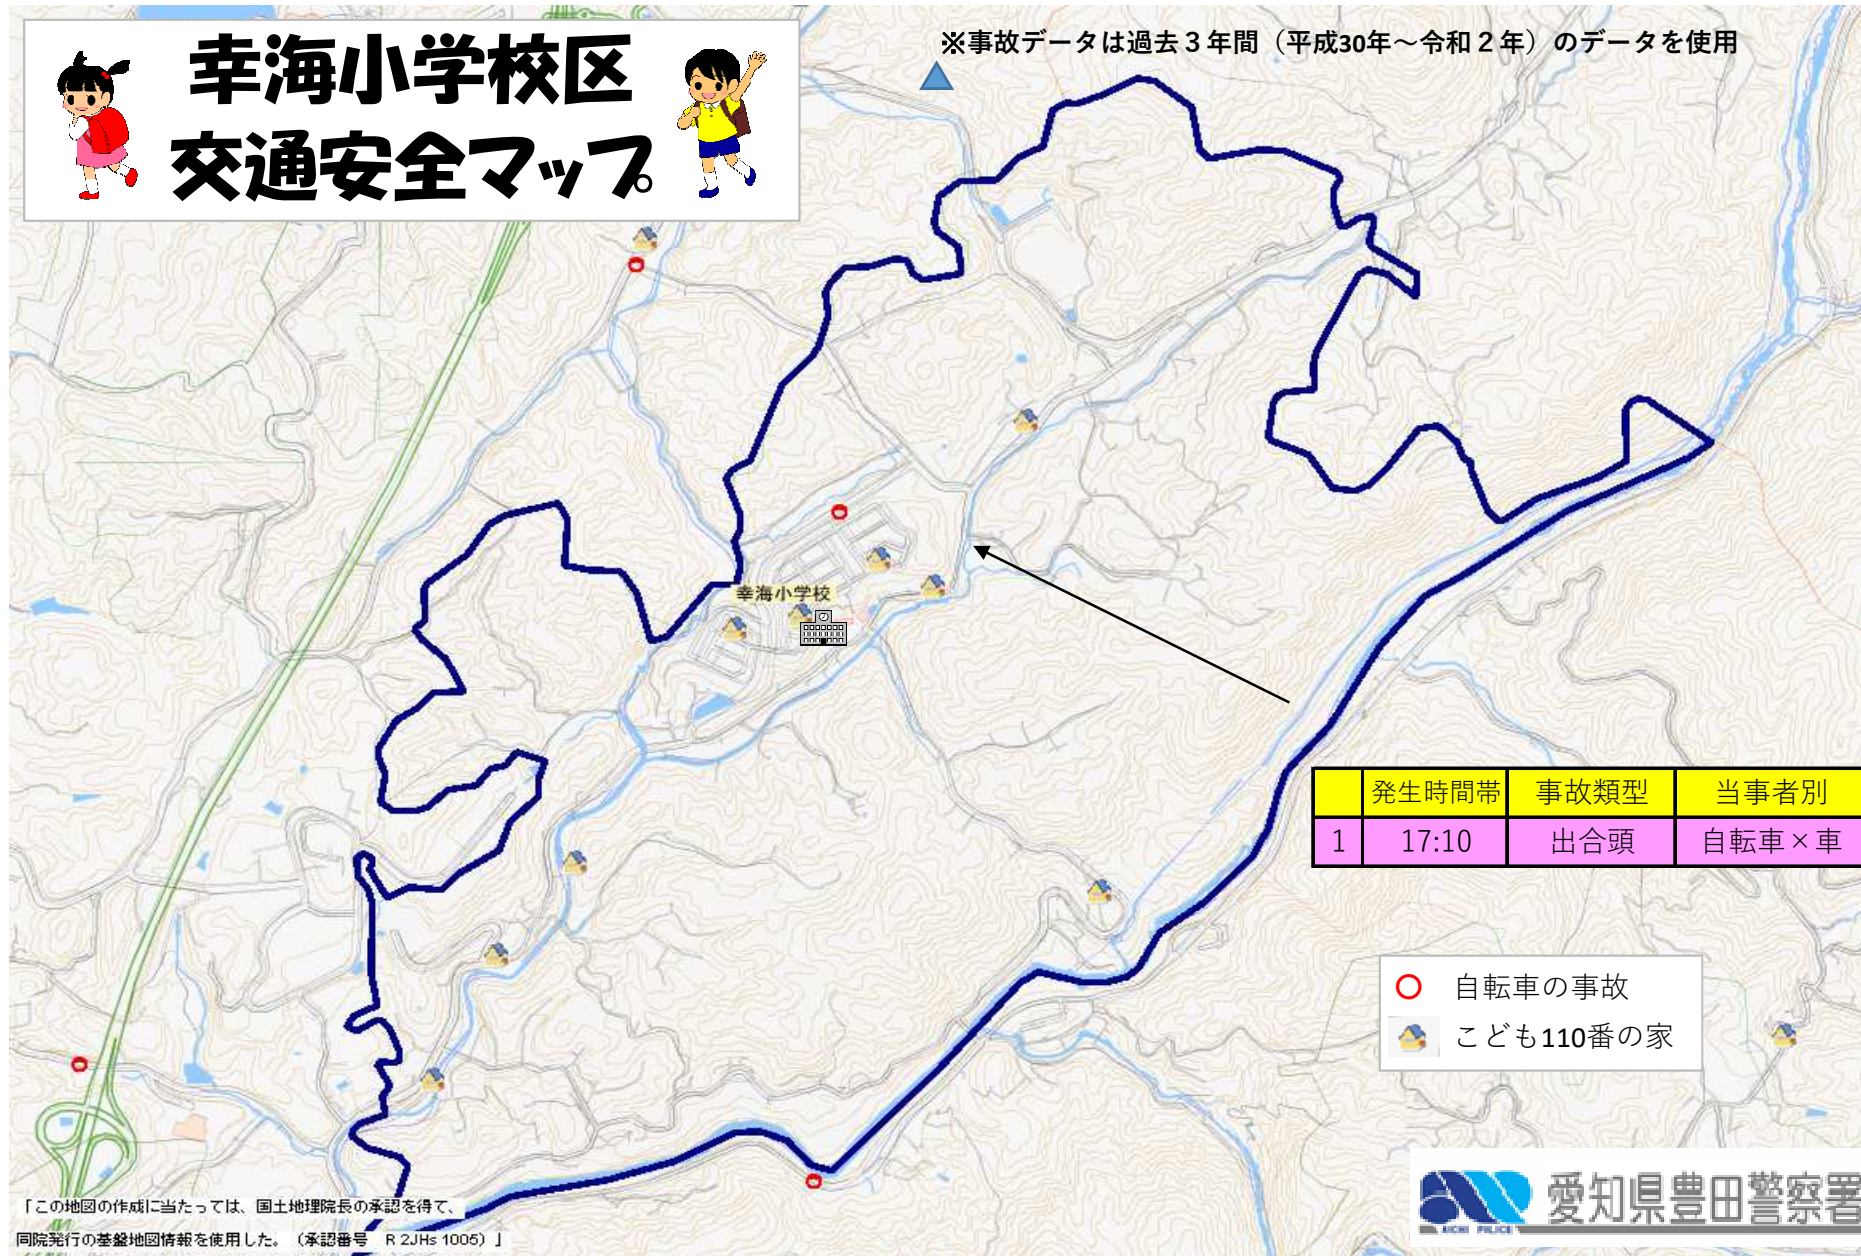 幸海小学校区
交通安全マップ
※事故データは過去３年間（平成30年～令和２年）のデータを使用
幸海小学校
発生時間帯 事故類型 当事者別
1 17:10 出合頭 自転車×車
自転車の事故
こども110番の家
「この地図の作成に当たっては、国土地理院長の承認を得て、
同院発行の基盤地図情報を使用した。（承認番号　R 2JHs 1005）」
AICHI POLICE
愛知県豊田警察署